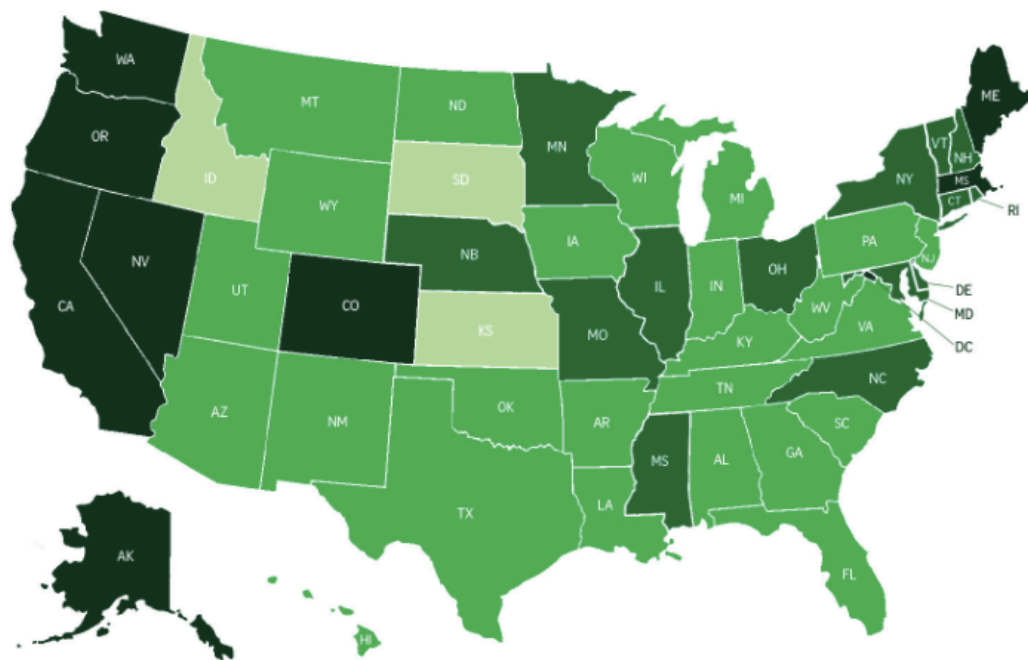 WA
OR
CA
NV
ID
MT
WY
UT
CO
AZ
NM
ND
SD
NB
KS
OK
TX
MN
IA
MO
AR
LA
WI
IL
MS
MI
IN
KY
TN
AL
OH
WV
VA
NC
SC
GA
FL
PA
NY
NJ
VT
NH
ME
MS
CT
RI
DE
MD
DC
AK
HI